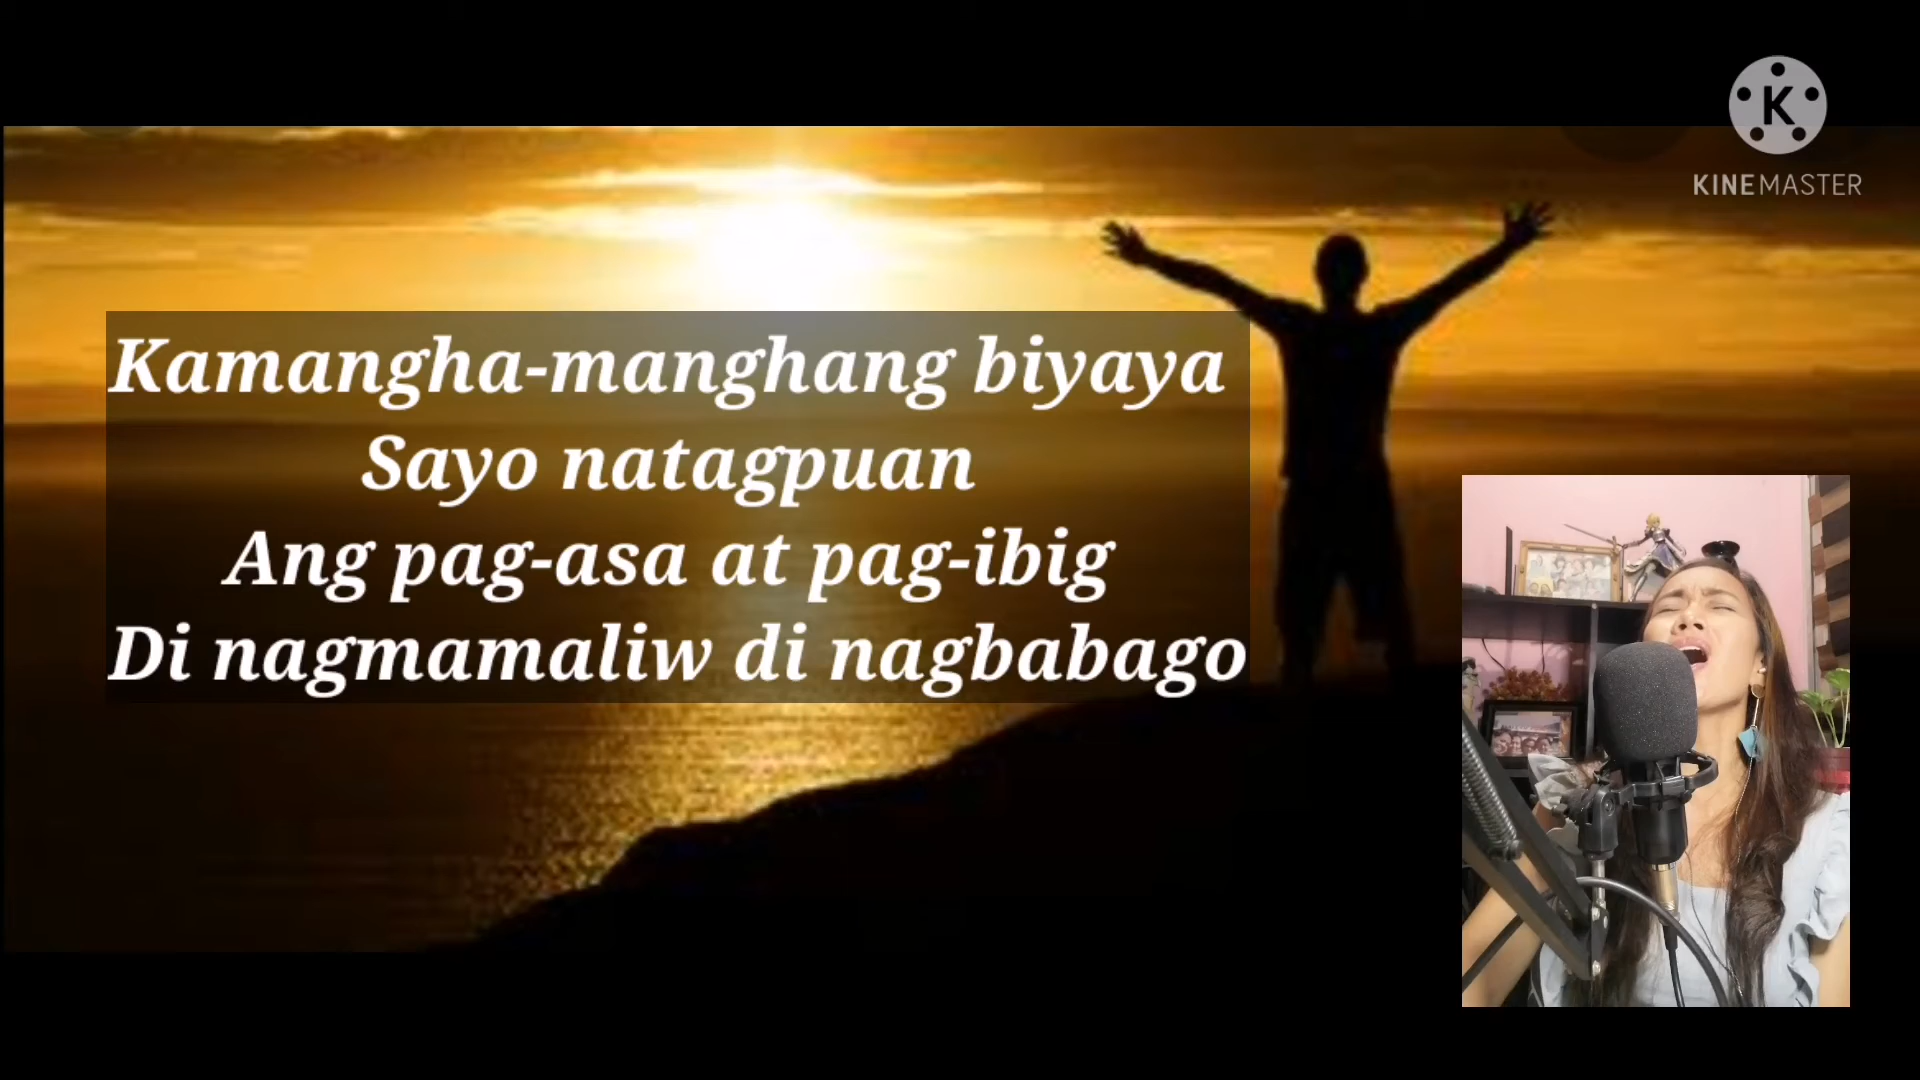 K
KINEMASTER
Kamangha-manghang biyaya
Sayo natagpuan
Ang pag-asa at pag-ibig
Di nagmamaliw di nagbabago